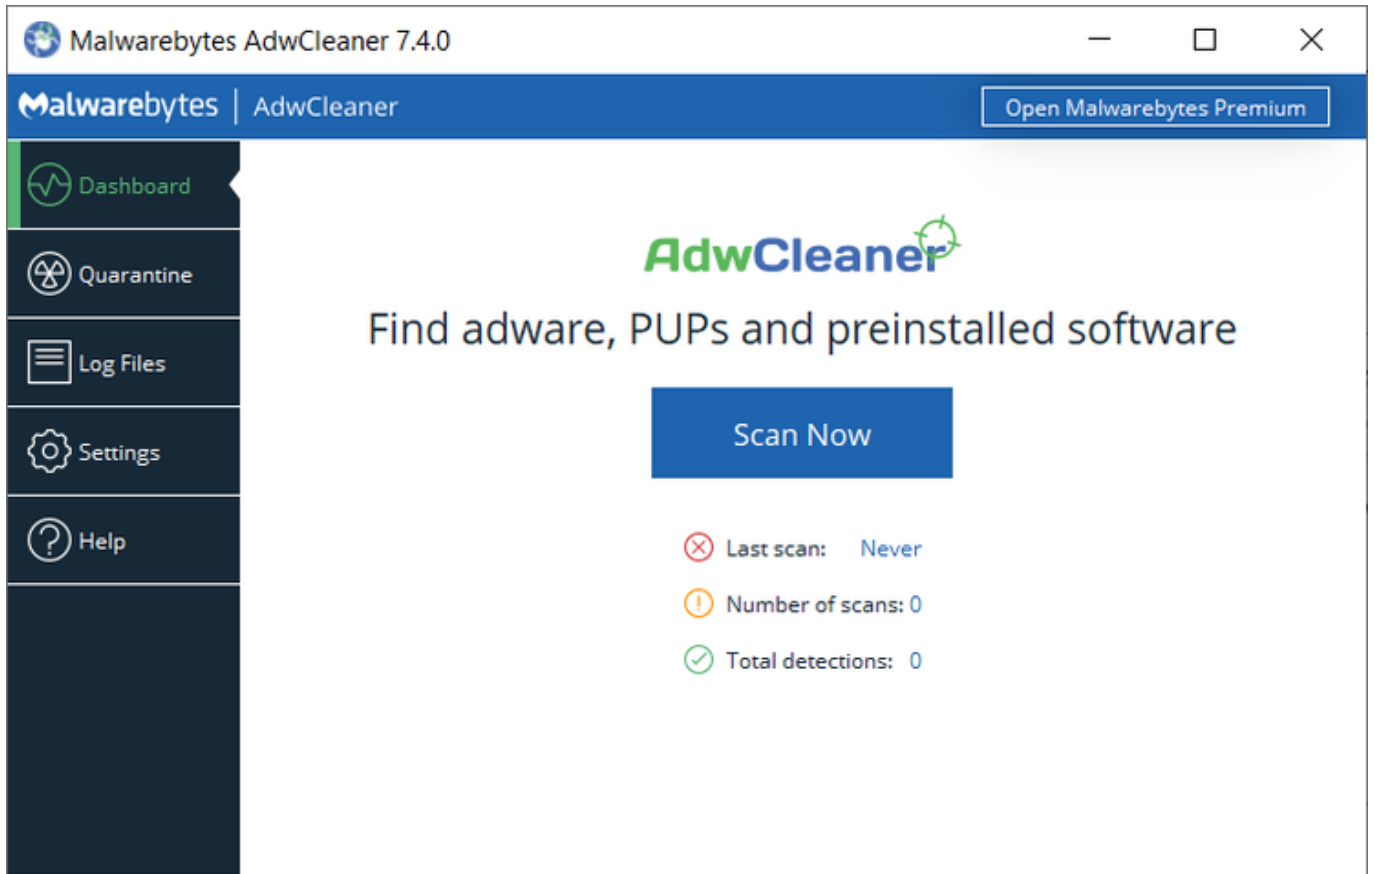 Malwarebytes AdwCleaner 7.4.0
Malwarebytes | AdwCleaner
Open Malwarebytes Premium
Dashboard
Quarantine
Log Files
Settings
Help
AdwCleaner
Find adware, PUPs and preinstalled software
Scan Now
Last scan: Never
Number of scans: 0
Total detections: 0